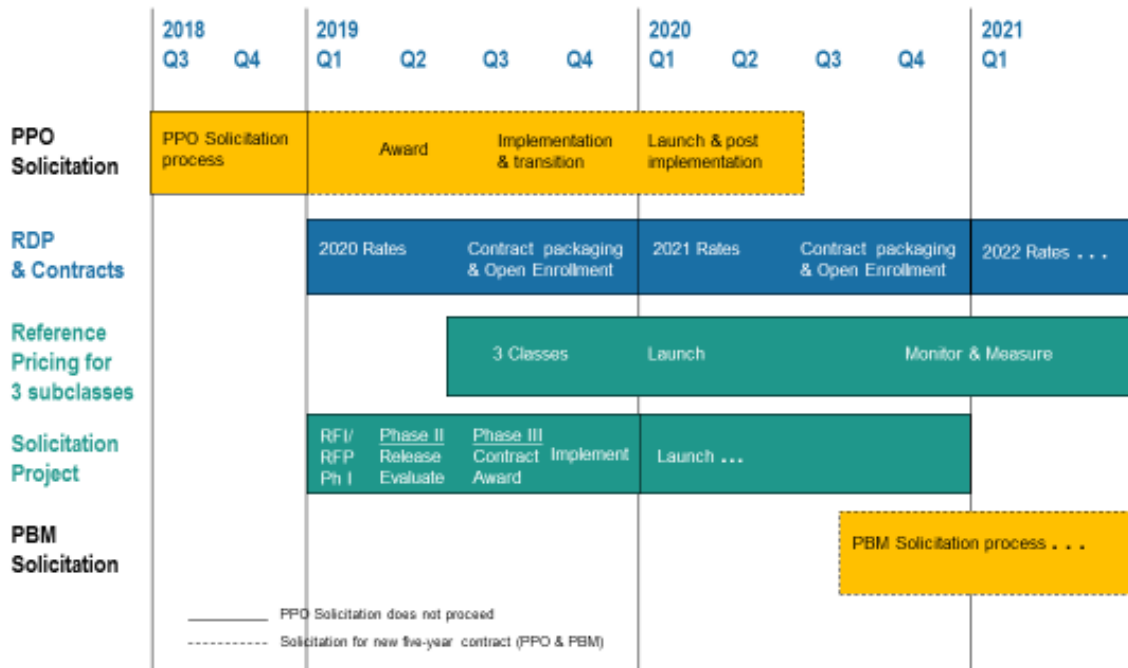 2018 2019 2020 2021
Q3 Q4 Q1 Q2 Q3 Q4 Q1 Q2 Q3 Q4 Q1
PPO
Solicitation
PPO Solicitation
process
Award
Implementation
& transition
Launch & post
implementation
RDP
& Contracts
2020 Rates
Contract packaging
& Open Enrollment
2021 Rates
Contract packaging
& Open Enrollment
2022 Rates . . .
Reference
Pricing for
3 subclasses
3 Classes
Launch
Monitor & Measure
Solicitation
Project
RFI/
RFP
Ph I
Phase II
Release
Evaluate
Phase III
Contract
Award
Implement
Launch ...
PBM
Solicitation
PBM Solicitation process . . .
PPO Solicitation does not proceed
Solicitation for new five-year contract (PPO & PBM)